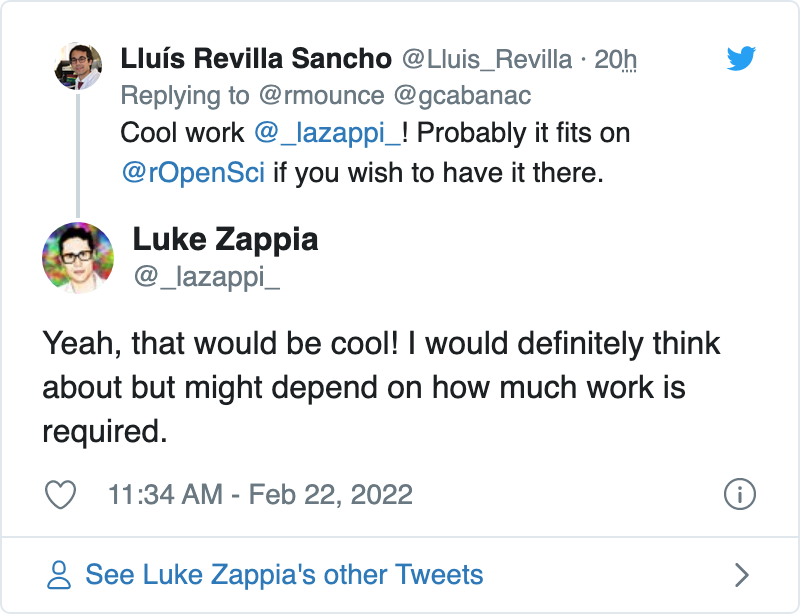 Lluís Revilla Sancho @Lluis_Revilla · 20h
Replying to @rmounce @gcabanac
Cool work @_lazappi_! Probably it fits on
@rOpenSci if you wish to have it there.
Luke Zappia
@_lazappi_
Yeah, that would be cool! I would definitely think
about but might depend on how much work is
required.
11:34 AM - Feb 22, 2022
See Luke Zappia's other Tweets